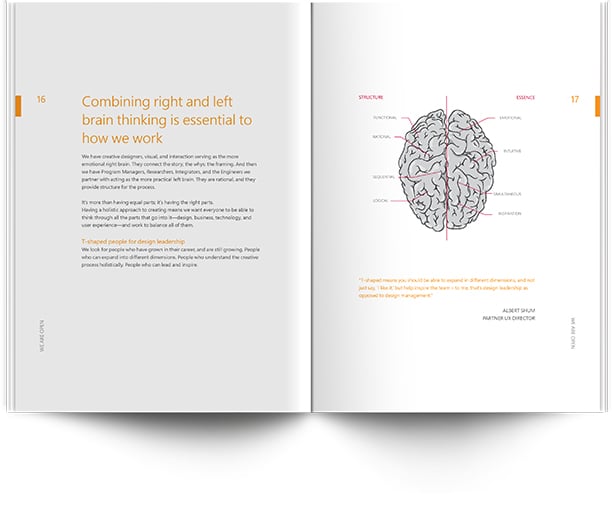 16
Combining right and left
brain thinking is essential to
how we work
We have creative designers, visual, and interaction serving as the more
emotional right brain. They connect the story; the whys; the framing. And then
we have Program Managers, Researchers, Integrators, and the Engineers we
partner with acting as the more practical left brain. They are rational, and they
provide structure for the process.
It's more than having equal parts; it's having the right parts.
Having a holistic approach to creating means we want everyone to be able to
think through all the parts that go into it—design, business, technology, and
user experience—and work to balance all of them.
T-shaped people for design leadership
We look for people who have grown in their career, and are still growing. People
who can expand into different dimensions. People who understand the creative
process holistically. People who can lead and inspire.
WE ARE OPEN
STRUCTURE
ESSENCE
17
FUNCTIONAL
EMOTIONAL
RATIONAL
INTUITIVE
SEQUENTIAL
SIMULTANEOUS
LOGICAL
INSPIRATION
"T-shaped means you should be able to expand in different dimensions, and not
just say, 'I like it,' but help inspire the team – to me that's design leadership as
opposed to design management."
ALBERT SHUM
PARTNER UX DIRECTOR
WE ARE OPEN